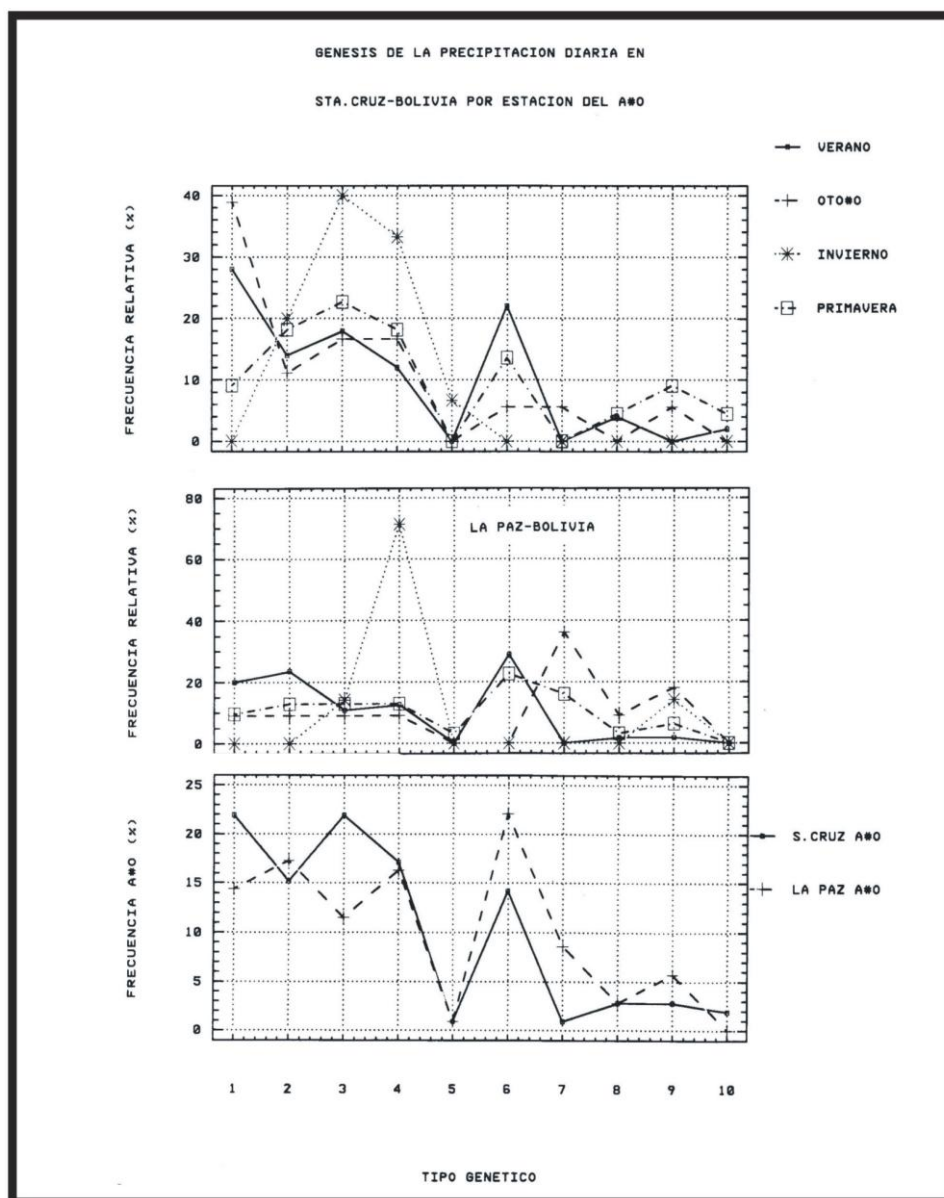 GENESIS DE LA PRECIPITACION DIARIA EN
STA.CRUZ-BOLIVIA POR ESTACION DEL A#O
VERANO
OTO#O
INVIERNO
PRIMAVERA
FRECUENCIA RELATIVA (%)
40
30
20
10
0
LA PAZ-BOLIVIA
FRECUENCIA RELATIVA (%)
80
60
40
20
0
FRECUENCIA A#O (%)
25
20
15
10
5
0
S.CRUZ A#O
LA PAZ A#O
1 2 3 4 5 6 7 8 9 10
TIPO GENETICO